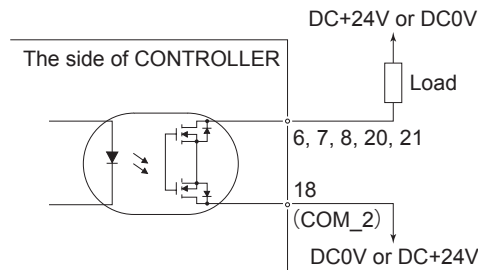 DC+24V or DC0V
The side of CONTROLLER
Load
6, 7, 8, 20, 21
18
(COM_2)
DC0V or DC+24V